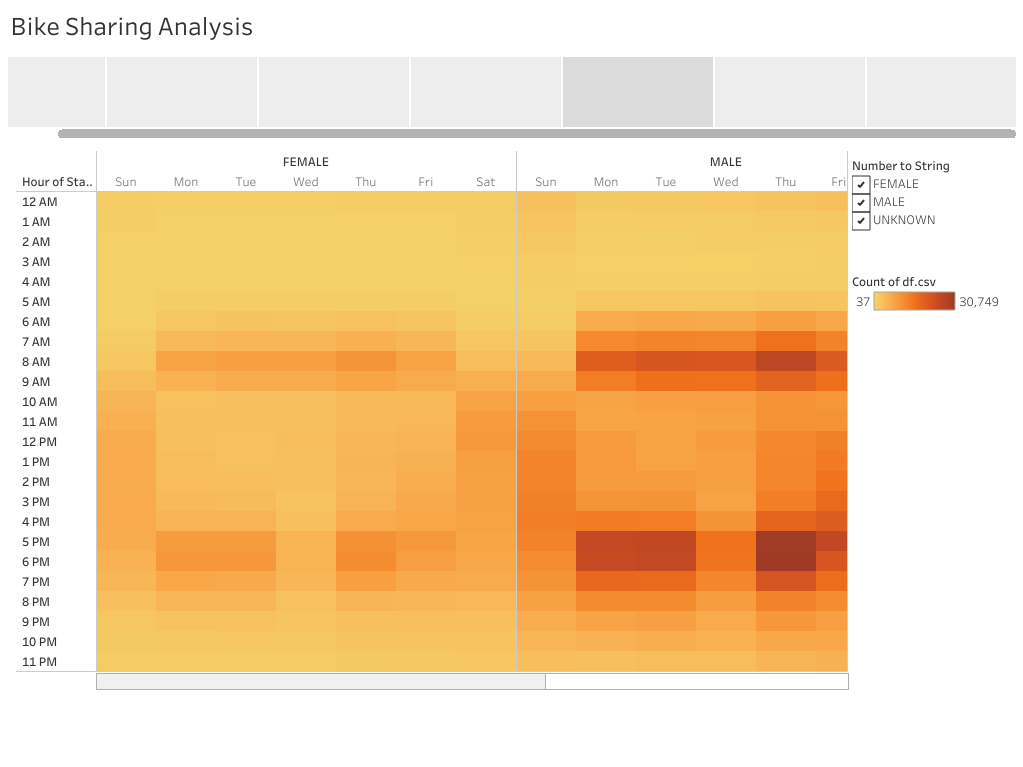 Bike Sharing Analysis
FEMALE MALE
Hour of Sta.. Sun Mon Tue Wed Thu Fri Sat Sun Mon Tue Wed Thu Fri
12 AM
1 AM
2 AM
3 AM
4 AM
5 AM
6 AM
7 AM
8 AM
9 AM
10 AM
11 AM
12 PM
1 PM
2 PM
3 PM
4 PM
5 PM
6 PM
7 PM
8 PM
9 PM
10 PM
11 PM
Number to String
FEMALE
MALE
UNKNOWN
Count of df.csv
37 30,749